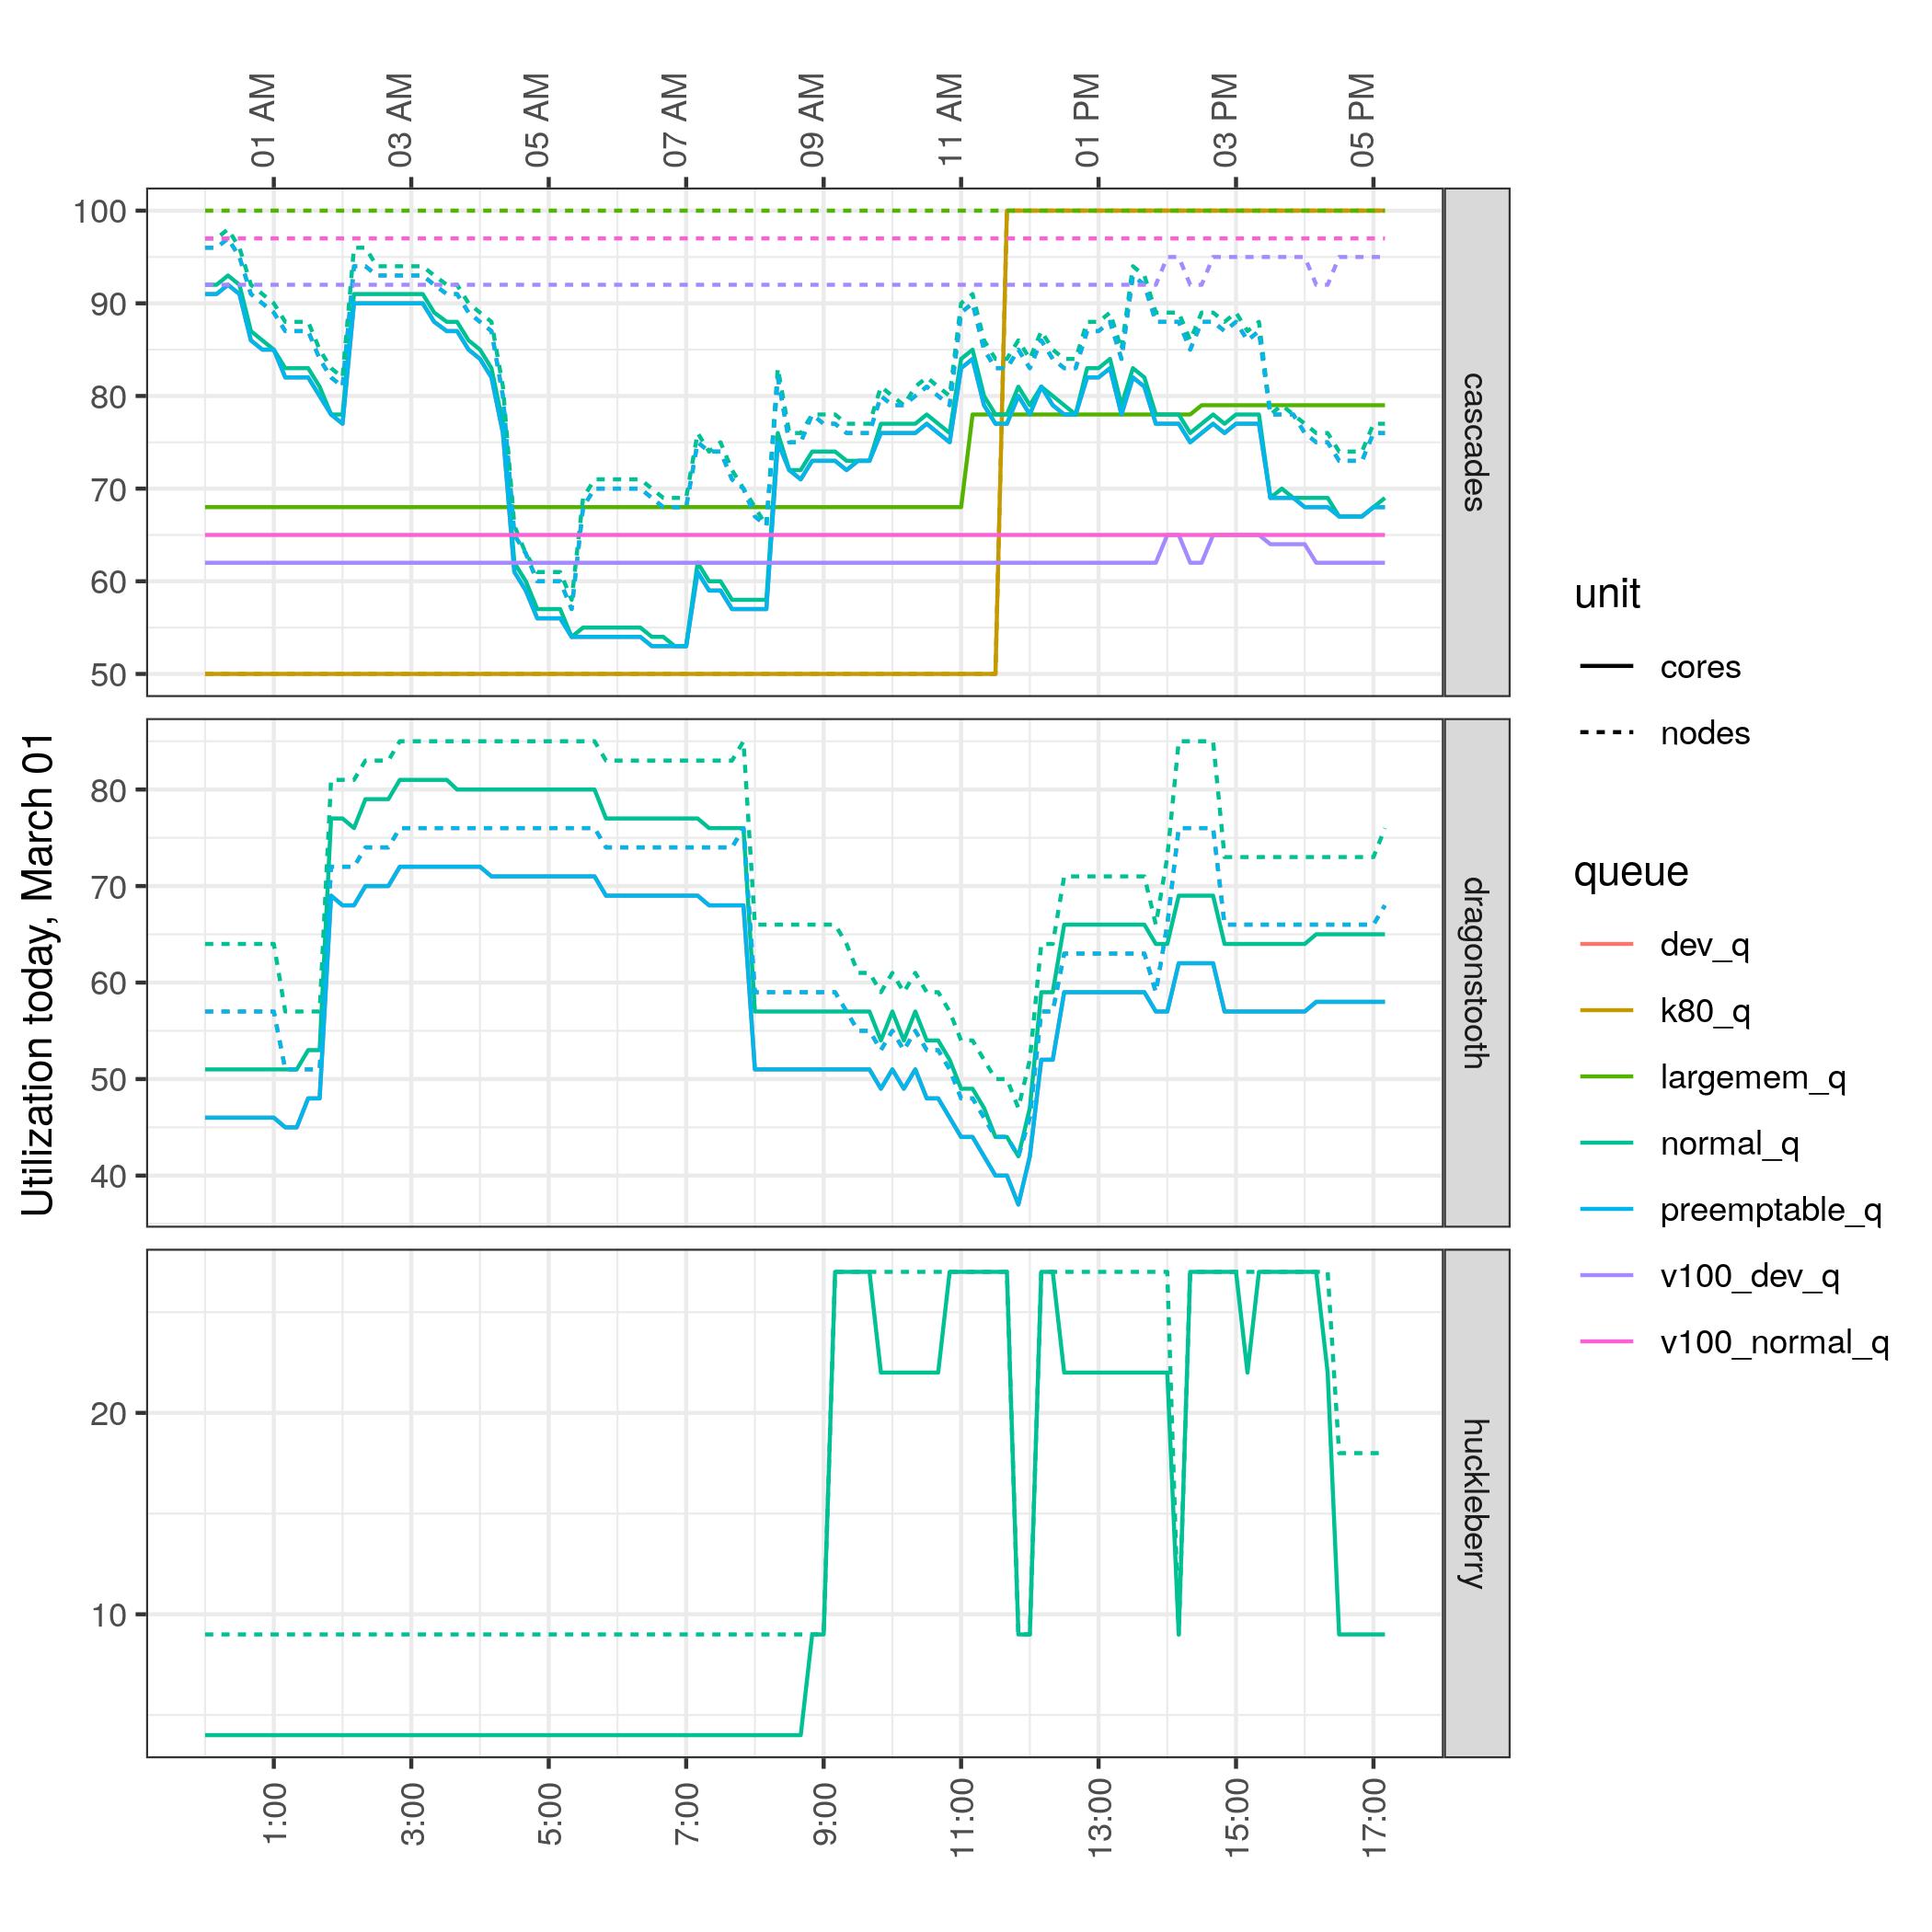 01 AM
03 AM
05 AM
07 AM
09 AM
11 AM
01 PM
03 PM
05 PM
Utilization today, March 01
100
90
80
70
60
50
cascades
80
70
60
50
40
dragonstooth
20
10
huckleberry
1:00
3:00
5:00
7:00
9:00
11:00
13:00
15:00
17:00
unit
cores
nodes
queue
dev_q
k80_q
largemem_q
normal_q
preemptable_q
v100_dev_q
v100_normal_q